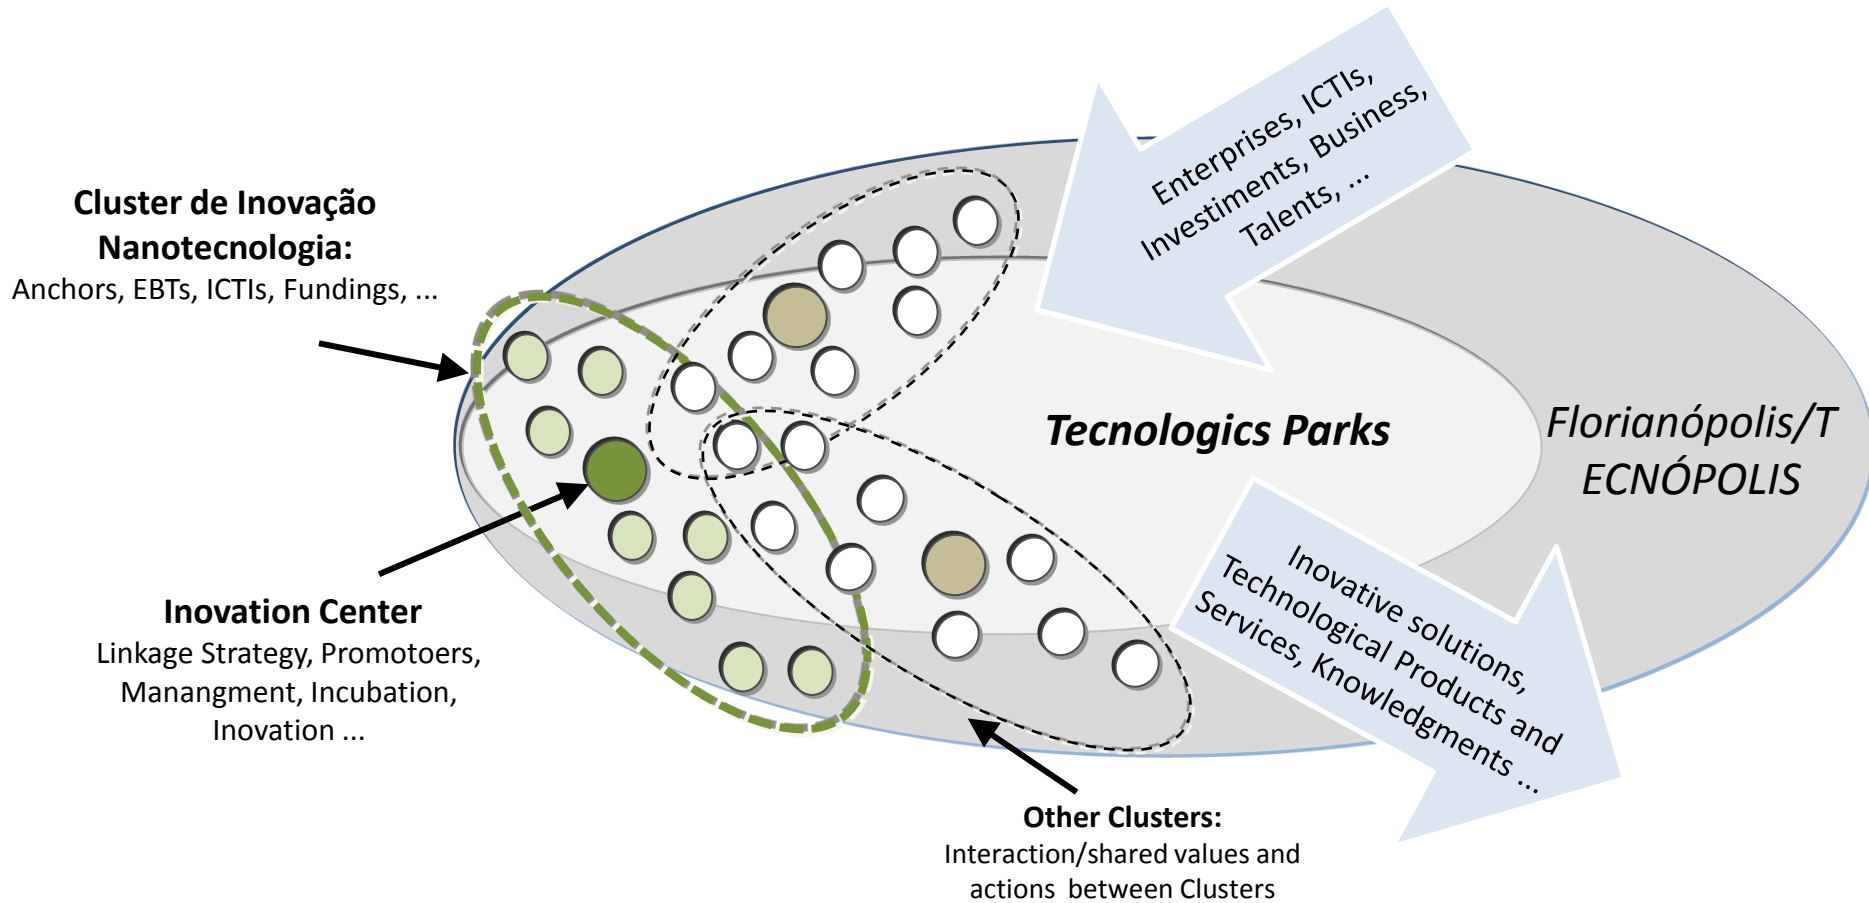 Enterprises, ICTIs,
Investiments, Business,
Talents, ...
Cluster de Inovação
Nanotecnologia:
Anchors, EBTs, ICTIs, Fundings, ...
Tecnologics Parks
Florianópolis/T
ECNÓPOLIS
Inovation Center
Linkage Strategy, Promotoers,
Manangment, Incubation,
Inovation ...
Inovative solutions,
Technological Products and
Services, Knowledgments ...
Other Clusters:
Interaction/shared values and
actions between Clusters